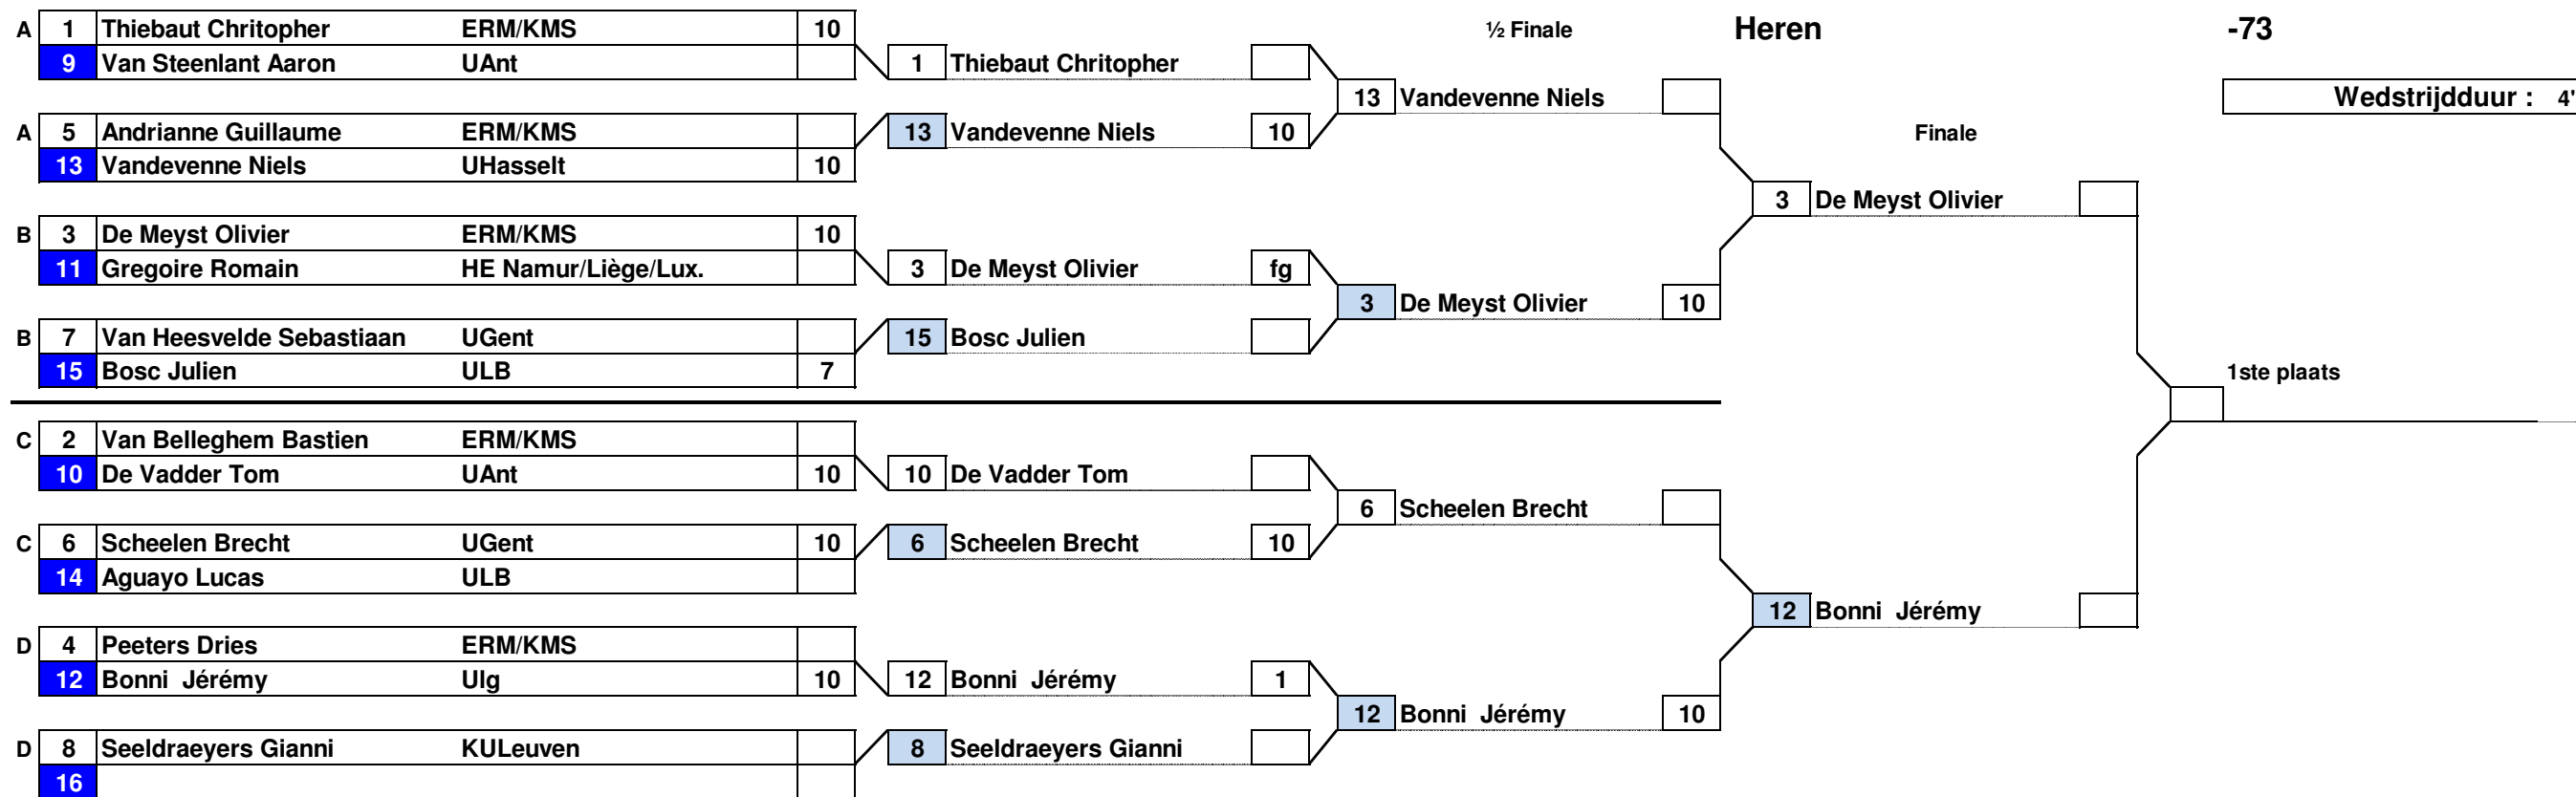 A 1 Thiebaut Chritopher ERM/KMS 10 ½ Finale Heren -73
9 Van Steenlant Aaron UAnt 1 Thiebaut Chritopher
13 Vandevenne Niels Wedstrijdduur : 4'
A 5 Andrianne Guillaume ERM/KMS 13 Vandevenne Niels 10 Finale
13 Vandevenne Niels UHasselt 10
3 De Meyst Olivier
B 3 De Meyst Olivier ERM/KMS 10
11 Gregoire Romain HE Namur/Liège/Lux. 3 De Meyst Olivier fg
3 De Meyst Olivier 10
B 7 Van Heesvelde Sebastiaan UGent 15 Bosc Julien
15 Bosc Julien ULB 7 1ste plaats
C 2 Van Belleghem Bastien ERM/KMS
10 De Vadder Tom UAnt 10 10 De Vadder Tom
6 Scheelen Brecht
C 6 Scheelen Brecht UGent 10 6 Scheelen Brecht 10
14 Aguayo Lucas ULB
12 Bonni Jérémy
D 4 Peeters Dries ERM/KMS
12 Bonni Jérémy Ulg 10 12 Bonni Jérémy 1
12 Bonni Jérémy 10
D 8 Seeldraeyers Gianni KULeuven 8 Seeldraeyers Gianni
16